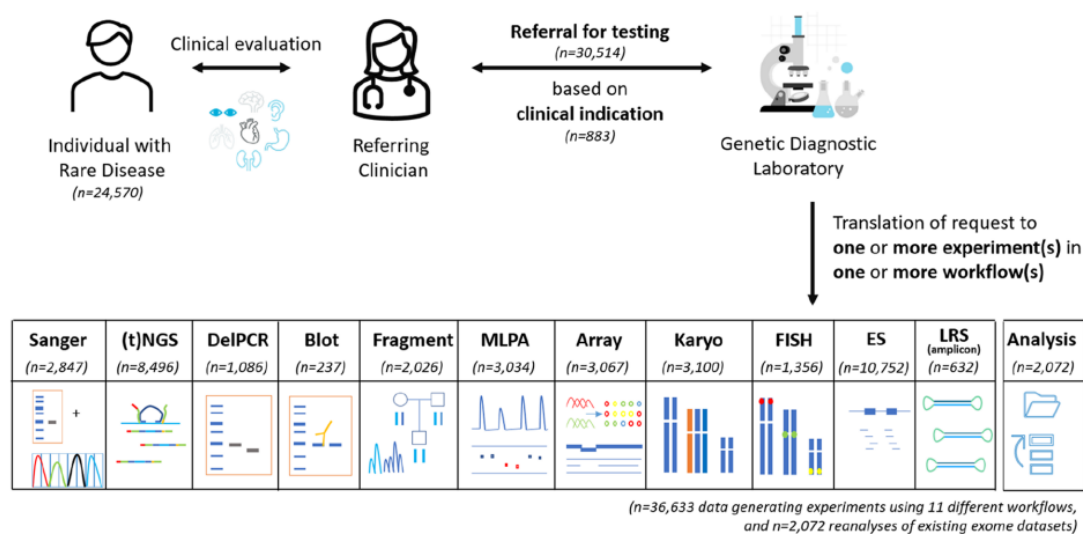 Clinical evaluation
Individual with
Rare Disease
(n=24,570)
Referring
Clinician
Referral for testing
(n=30,514)
based on
clinical indication
(n=883)
Genetic Diagnostic
Laboratory
Translation of request to
one or more experiment(s) in
one or more workflow(s)
Sanger
(n=2,847)
+
(t)NGS
(n=8,496)
DelPCR
(n=1,086)
Blot
(n=237)
Fragment
(n=2,026)
MLPA
(n=3,034)
Array
(n=3,067)
Karyo
(n=3,100)
FISH
(n=1,356)
ES
(n=10,752)
LRS
(amplicon)
(n=632)
Analysis
(n=2,072)
(n=36,633 data generating experiments using 11 different workflows,
and n=2,072 reanalyses of existing exome datasets)